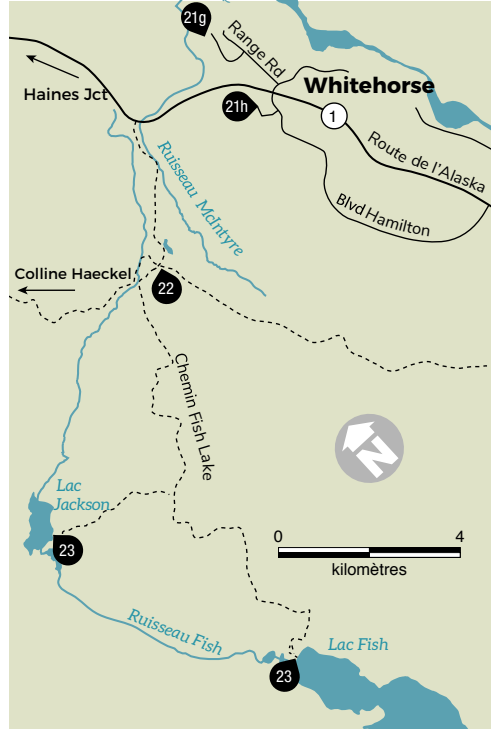 21g
Range Rd
Whitehorse
Haines Jct
21h
1
Route de l'Alaska
Ruisseau McIntyre
Blvd Hamilton
Colline Haeckel
22
Chemin Fish Lake
N
Lac
Jackson
0 4
kilomètres
23
Ruisseau Fish
Lac Fish
23